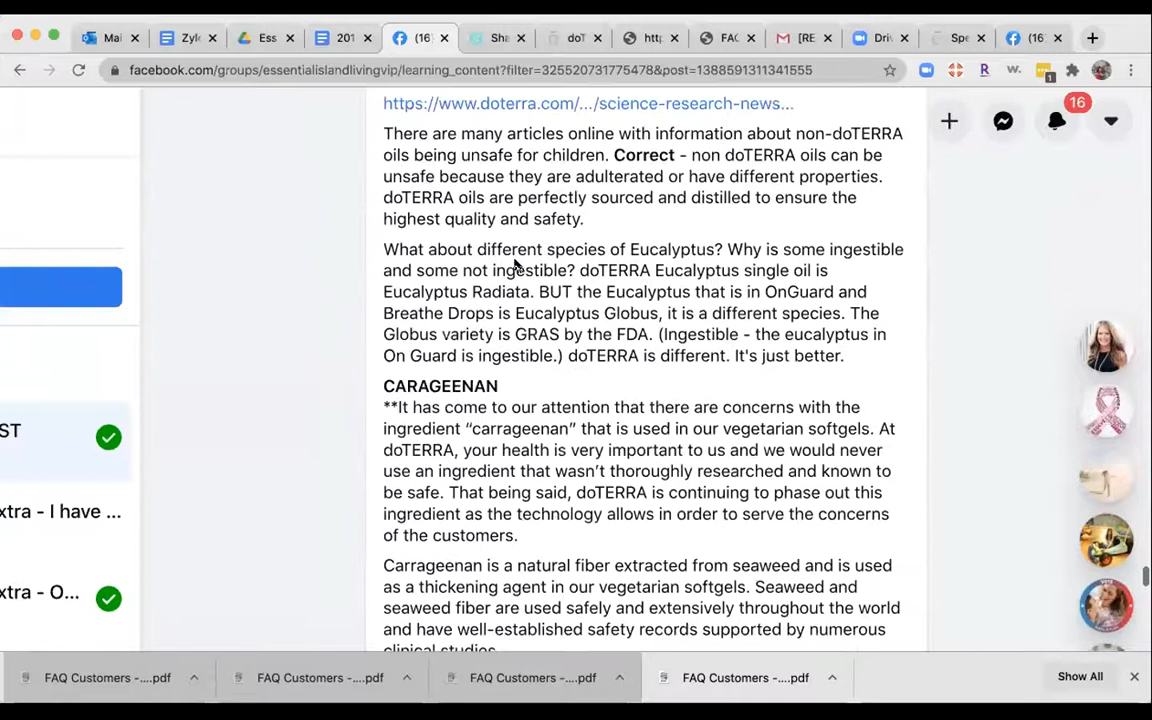 Mai
Zyl
Ess
201
(16
Sha
doT
http
FAC
[RE
Driv
Spe
(16
facebook.com/groups/essentialislandlivingvip/learning_content?filter=325520731775478&post=1388591311341555
R
W.
1
16
https://www.doterra.com/.../science-research-news...
There are many articles online with information about non-doTERRA
oils being unsafe for children. Correct - non doTERRA oils can be
unsafe because they are adulterated or have different properties.
doTERRA oils are perfectly sourced and distilled to ensure the
highest quality and safety.
What about different species of Eucalyptus? Why is some ingestible
and some not ingestible? doTERRA Eucalyptus single oil is
Eucalyptus Radiata. BUT the Eucalyptus that is in OnGuard and
Breathe Drops is Eucalyptus Globus, it is a different species. The
Globus variety is GRAS by the FDA. (Ingestible - the eucalyptus in
On Guard is ingestible.) doTERRA is different. It's just better.
CARAGEENAN
**It has come to our attention that there are concerns with the
ingredient “carrageenan” that is used in our vegetarian softgels. At
doTERRA, your health is very important to us and we would never
use an ingredient that wasn’t thoroughly researched and known to
be safe. That being said, doTERRA is continuing to phase out this
ingredient as the technology allows in order to serve the concerns
of the customers.
Carrageenan is a natural fiber extracted from seaweed and is used
as a thickening agent in our vegetarian softgels. Seaweed and
seaweed fiber are used safely and extensively throughout the world
and have well-established safety records supported by numerous
clinical studies.
ST
xtra - I have ...
xtra - O...
FAQ Customers -....pdf
FAQ Customers -....pdf
FAQ Customers -....pdf
FAQ Customers -....pdf
Show All